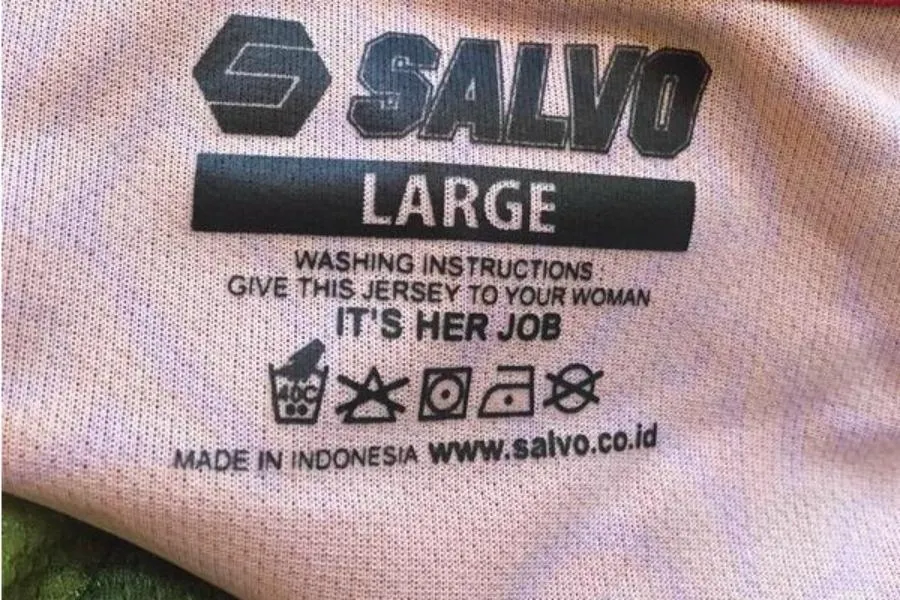 SALVO
LARGE
WASHING INSTRUCTIONS :
GIVE THIS JERSEY TO YOUR WOMAN
IT'S HER JOB
40C
MADE IN INDONESIA www.salvo.co.id